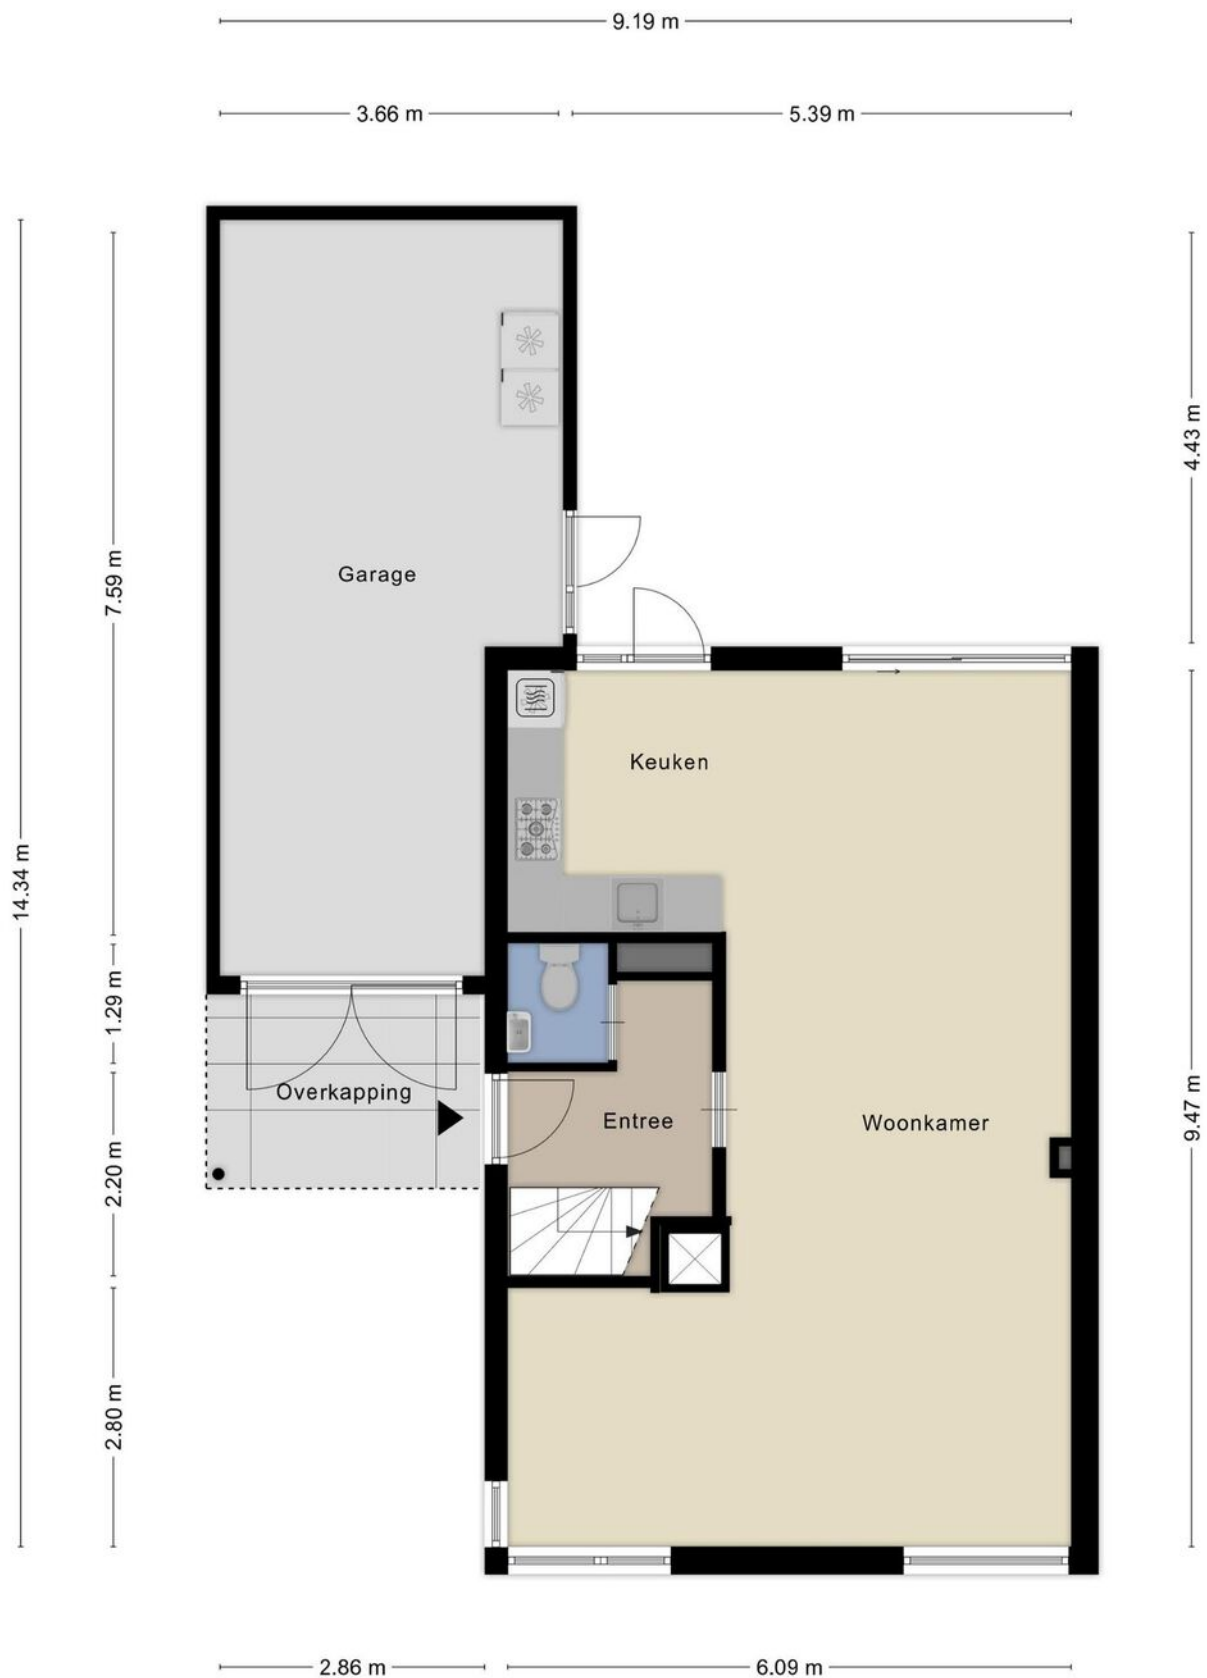 9.19 m
3.66 m
5.39 m
4.43 m
7.59 m
Garage
Keuken
14.34 m
1.29 m
Overkapping
Entree
Woonkamer
9.47 m
2.20 m
2.80 m
2.86 m
6.09 m